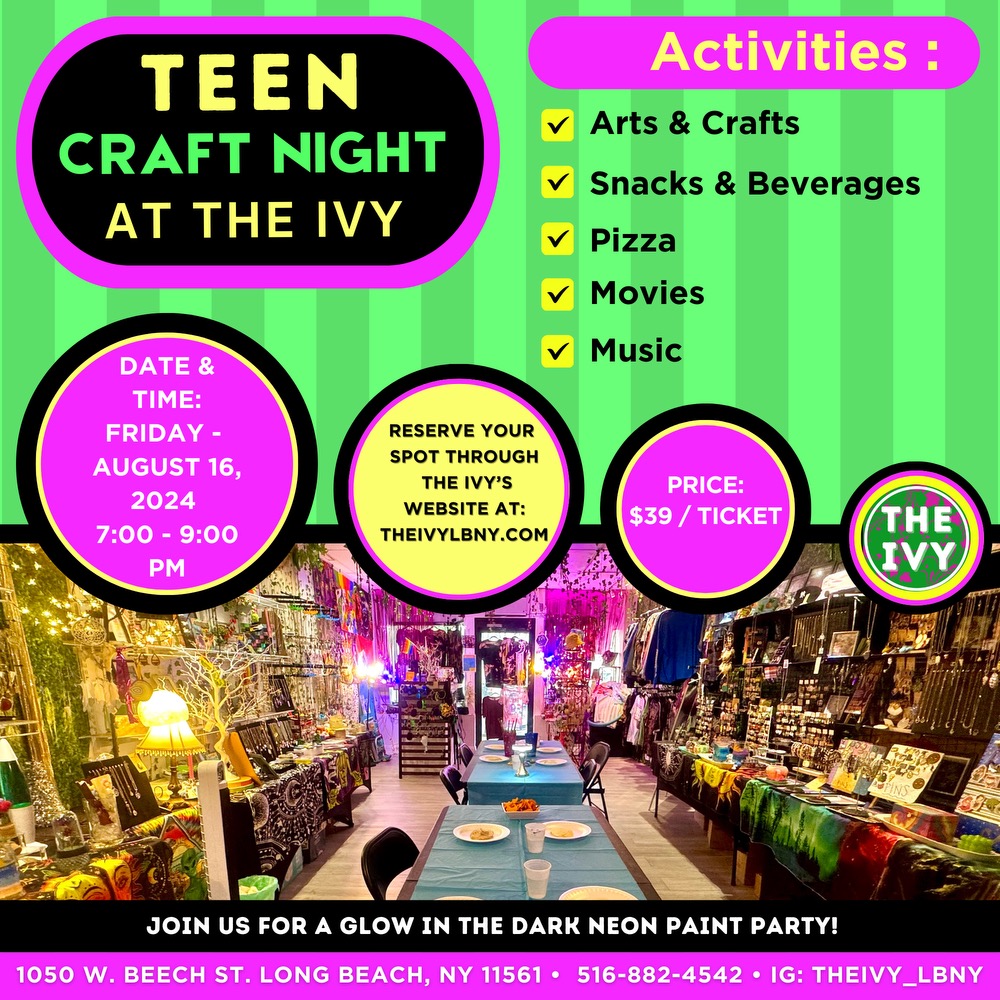 TEEN
CRAFT NIGHT
AT THE IVY
Activities :
Arts & Crafts
Snacks & Beverages
Pizza
Movies
Music
DATE &
TIME:
FRIDAY -
AUGUST 16,
2024
7:00 - 9:00
PM
RESERVE YOUR
SPOT THROUGH
THE IVY'S
WEBSITE AT:
THEIVYLBNY.COM
PRICE:
$39 / TICKET
THE
IVY
PINS
JOIN US FOR A GLOW IN THE DARK NEON PAINT PARTY!
1050 W. BEECH ST. LONG BEACH, NY 11561 • 516-882-4542 • IG: THEIVY_LBNY